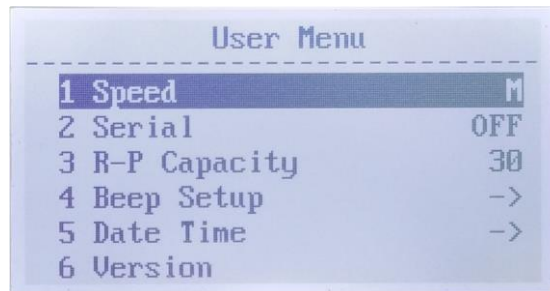 User Menu
1 Speed M
2 Serial OFF
3 R-P Capacity 30
4 Beep Setup ->
5 Date Time ->
6 Version